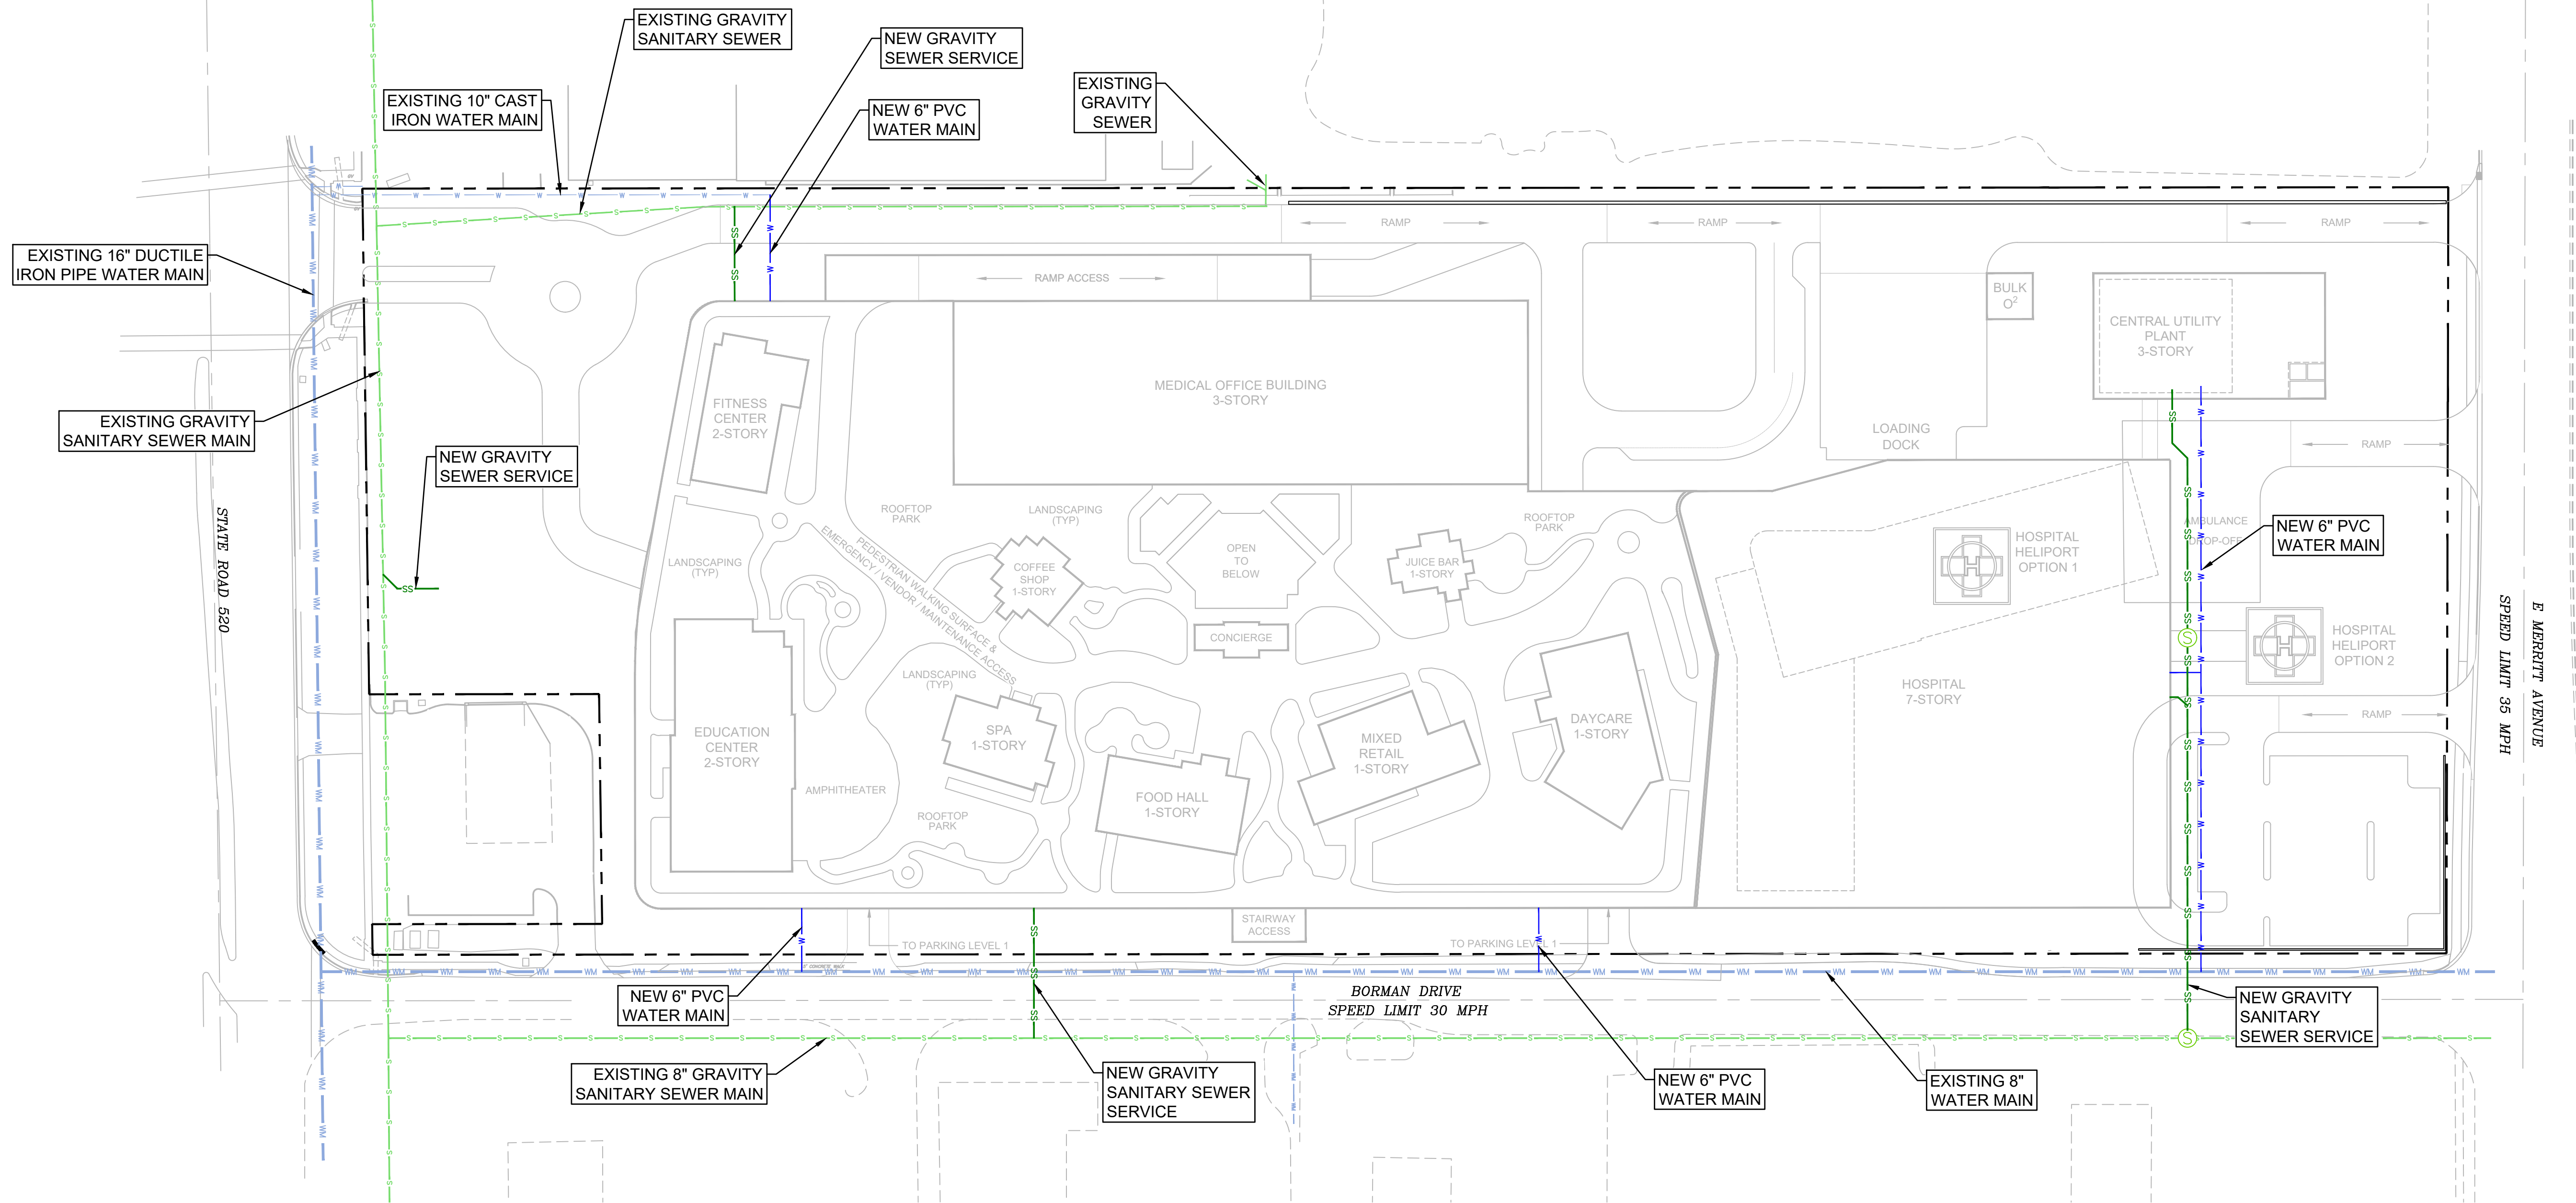 EXISTING GRAVITY
SANITARY SEWER
NEW GRAVITY
SEWER SERVICE
EXISTING
GRAVITY
SEWER
EXISTING 10" CAST
IRON WATER MAIN
NEW 6" PVC
WATER MAIN
EXISTING 16" DUCTILE
IRON PIPE WATER MAIN
RAMP
RAMP
RAMP
RAMP ACCESS
BULK
O2
CENTRAL UTILITY
PLANT
3-STORY
MEDICAL OFFICE BUILDING
3-STORY
FITNESS
CENTER
2-STORY
EXISTING GRAVITY
SANITARY SEWER MAIN
LOADING
DOCK
RAMP
NEW GRAVITY
SEWER SERVICE
STATE ROAD 520
ROOFTOP
PARK
LANDSCAPING
(TYP)
ROOFTOP
PARK
PEDESTRIAN WALKING SURFACE &
EMERGENCY / VENDOR / MAINTENANCE ACCESS
OPEN
TO
BELOW
JUICE BAR
1-STORY
COFFEE
SHOP
1-STORY
LANDSCAPING
(TYP)
HOSPITAL
HELIPORT
OPTION 1
H
AMBULANCE
DROP-OFF
NEW 6" PVC
WATER MAIN
SS
CONCIERGE
S
H
HOSPITAL
HELIPORT
OPTION 2
E MERRITT AVENUE
SPEED LIMIT 35 MPH
LANDSCAPING
(TYP)
HOSPITAL
7-STORY
RAMP
EDUCATION
CENTER
2-STORY
SPA
1-STORY
MIXED
RETAIL
1-STORY
DAYCARE
1-STORY
AMPHITHEATER
FOOD HALL
1-STORY
ROOFTOP
PARK
STAIRWAY
ACCESS
TO PARKING LEVEL 1
TO PARKING LEVEL 1
NEW 6" PVC
WATER MAIN
BORMAN DRIVE
SPEED LIMIT 30 MPH
NEW GRAVITY
SANITARY
SEWER SERVICE
S
EXISTING 8" GRAVITY
SANITARY SEWER MAIN
NEW GRAVITY
SANITARY SEWER
SERVICE
NEW 6" PVC
WATER MAIN
EXISTING 8"
WATER MAIN